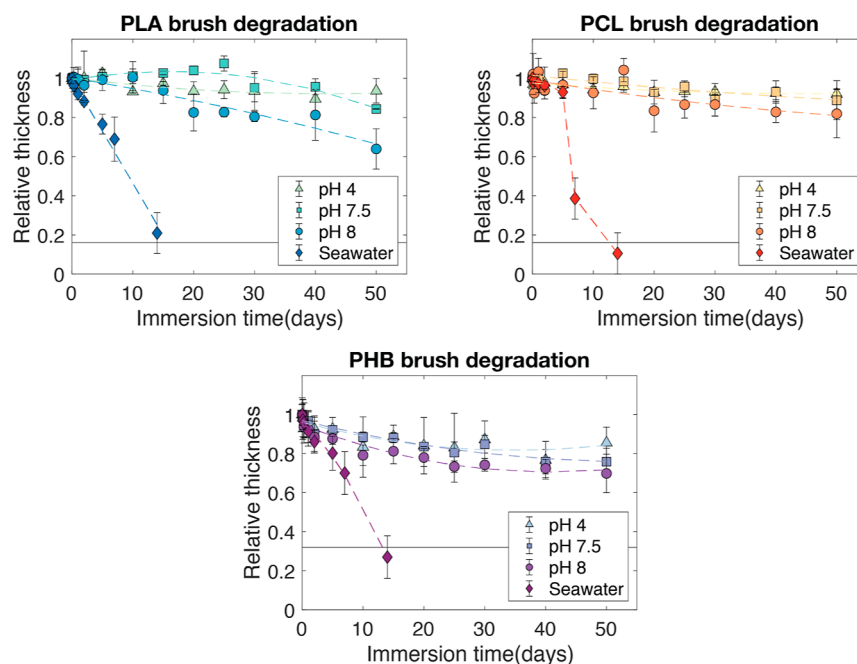 PLA brush degradation
Relative thickness
1
0.8
0.6
0.4
0.2
0
pH 4
pH 7.5
pH 8
Seawater
0 10 20 30 40 50
Immersion time(days)
PCL brush degradation
Relative thickness
1
0.8
0.6
0.4
0.2
0
pH 4
pH 7.5
pH 8
Seawater
0 10 20 30 40 50
Immersion time(days)
PHB brush degradation
Relative thickness
1
0.8
0.6
0.4
0.2
0
pH 4
pH 7.5
pH 8
Seawater
0 10 20 30 40 50
Immersion time(days)